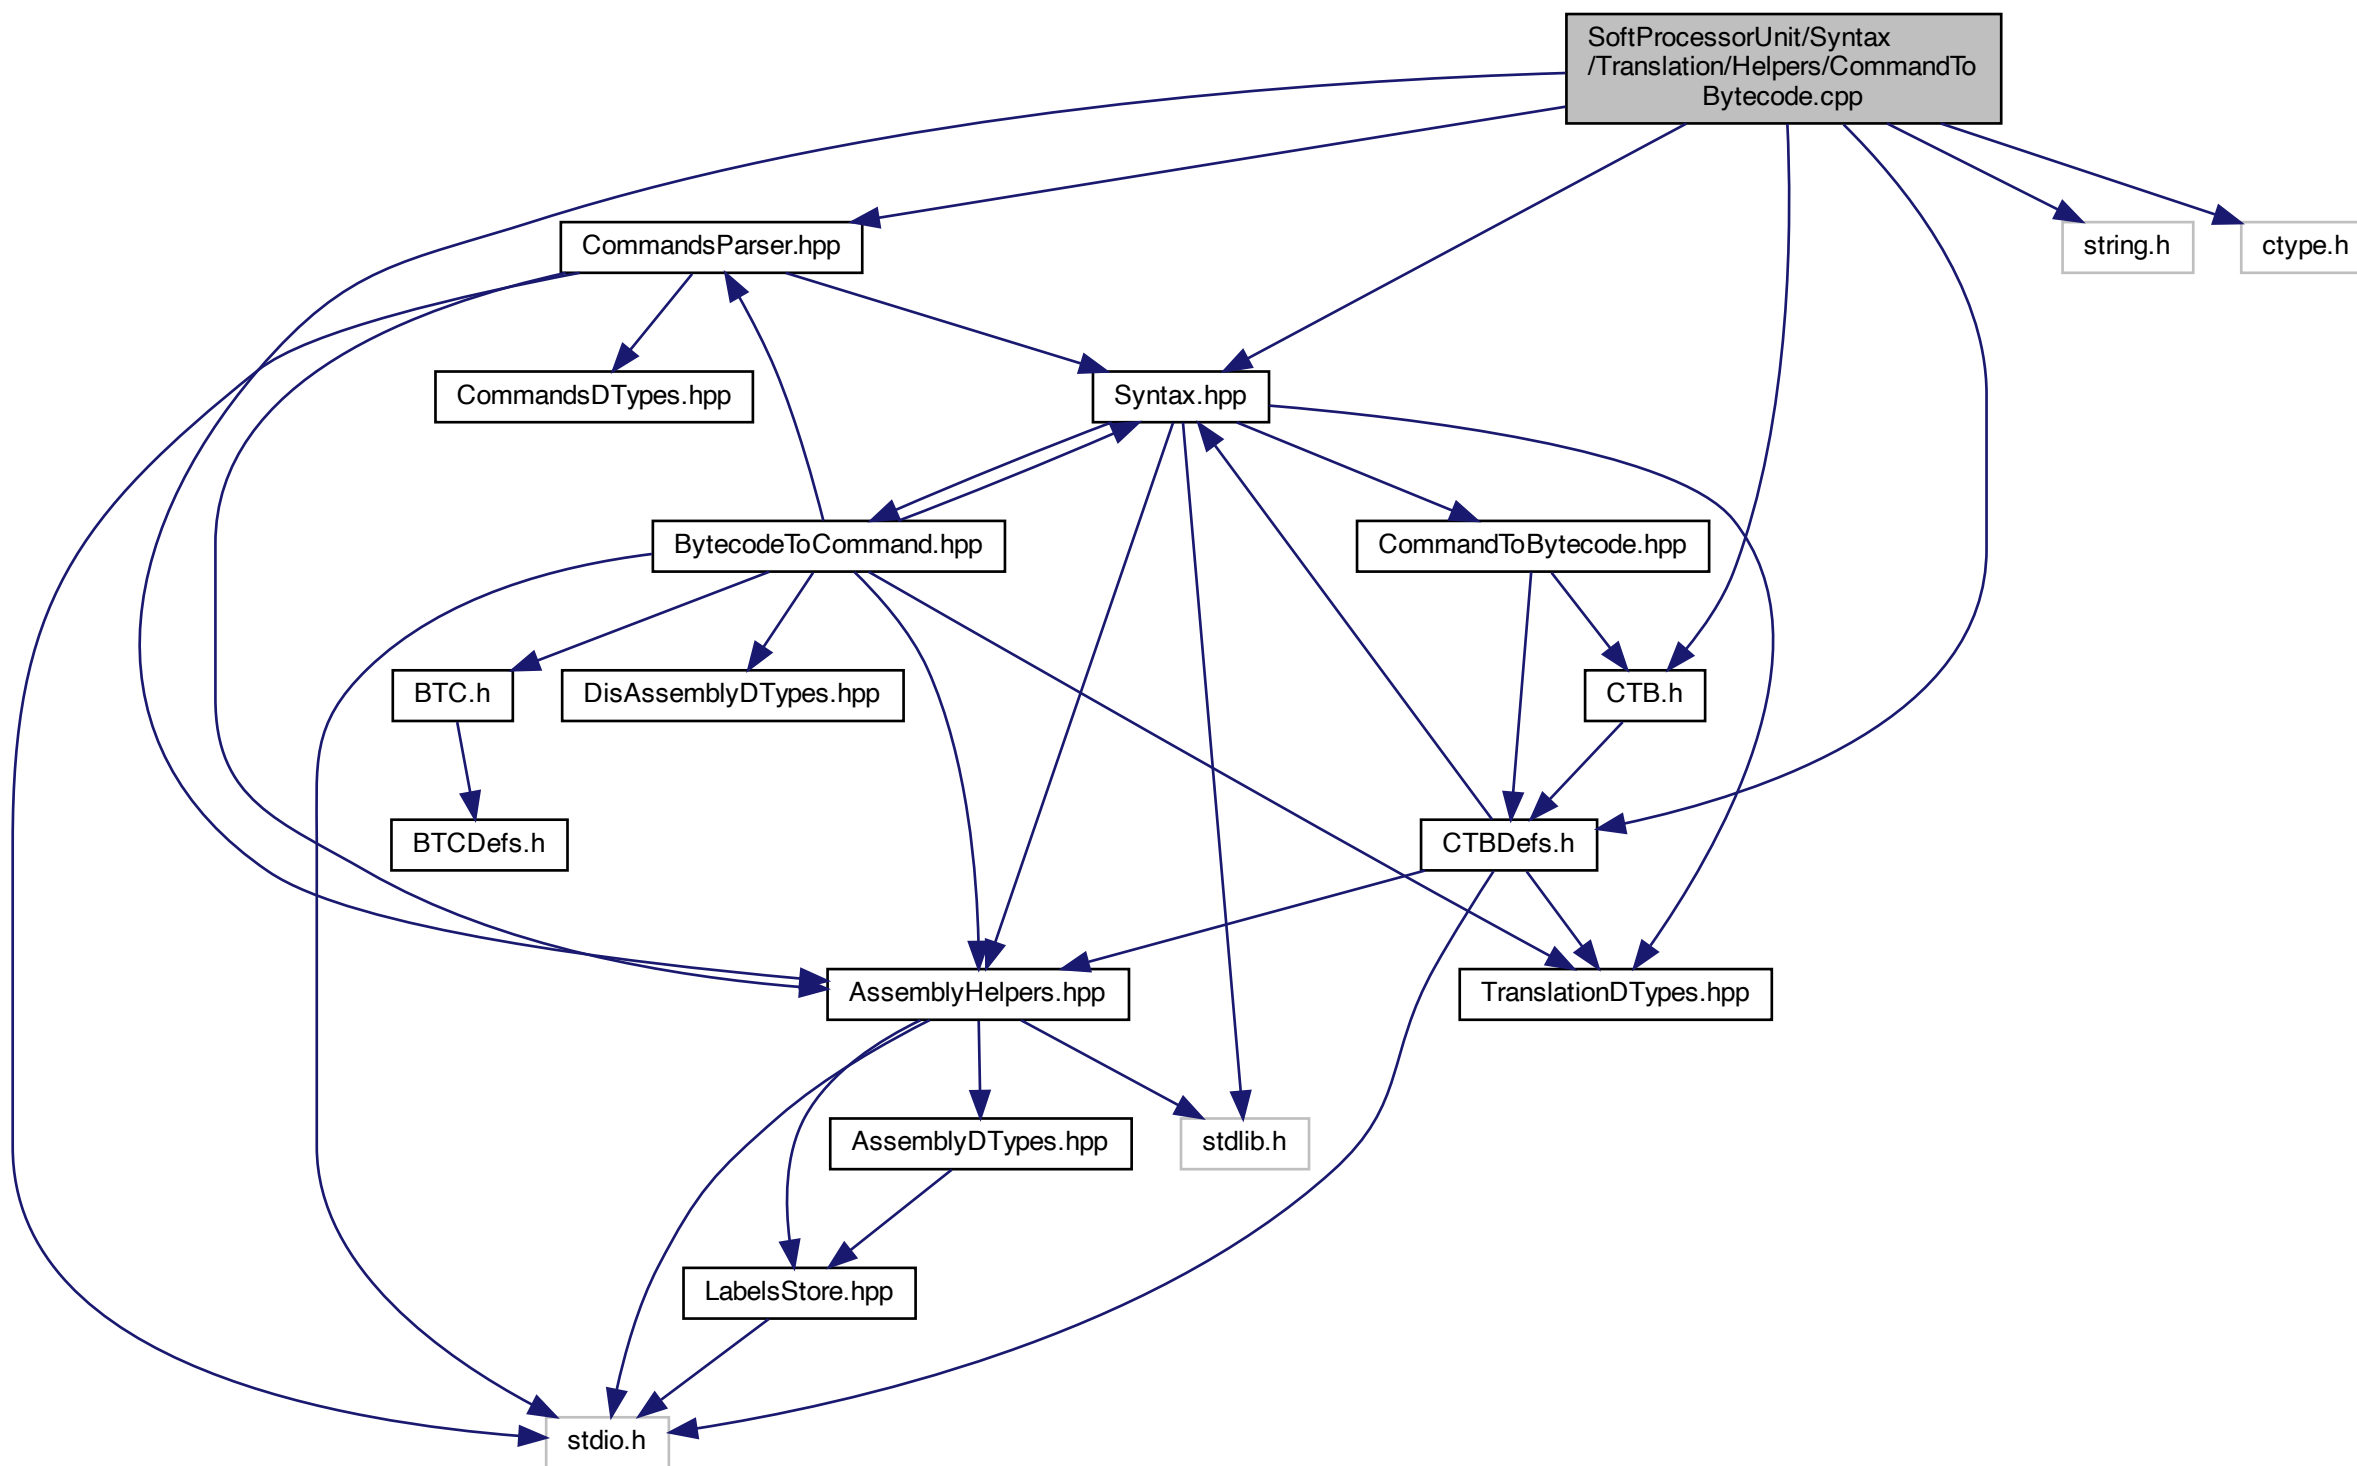 SoftProcessorUnit/Syntax
/Translation/Helpers/CommandTo
Bytecode.cpp
CommandsParser.hpp
string.h
ctype.h
CommandsDTypes.hpp
Syntax.hpp
BytecodeToCommand.hpp
CommandToBytecode.hpp
BTC.h
DisAssemblyDTypes.hpp
CTB.h
BTCDefs.h
CTBDefs.h
AssemblyHelpers.hpp
TranslationDTypes.hpp
AssemblyDTypes.hpp
stdlib.h
LabelsStore.hpp
stdio.h